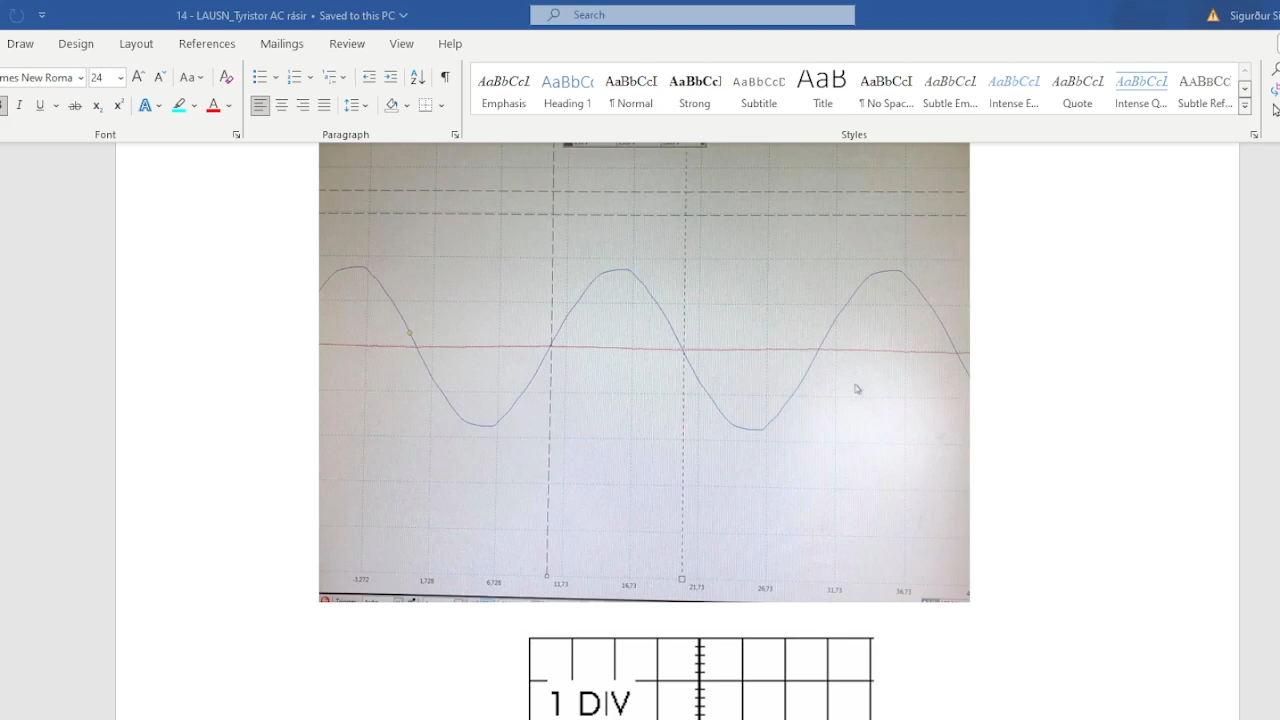 14 - LAUSN_Tyristor AC rásir • Saved to this PC
Search
Sigurður Si
Draw Design Layout References Mailings Review View Help
mes New Roma 24
Aa
AaBbCcI AaBbCc AaBbCcI AaBbCcI AaBbCcD AaB AaBbCcI AaBbCcI AaBbCcI AaBbCcI AaBbCcI AABBCC
Emphasis Heading 1 ¶ Normal Strong Subtitle Title ¶ No Spac... Subtle Em... Intense E... Quote Intense Q... Subtle Ref...
Font Paragraph Styles
-3,272 1,728 6,728 11,73 16,73 21,73 26,73 31,73 36,73
1 DIV